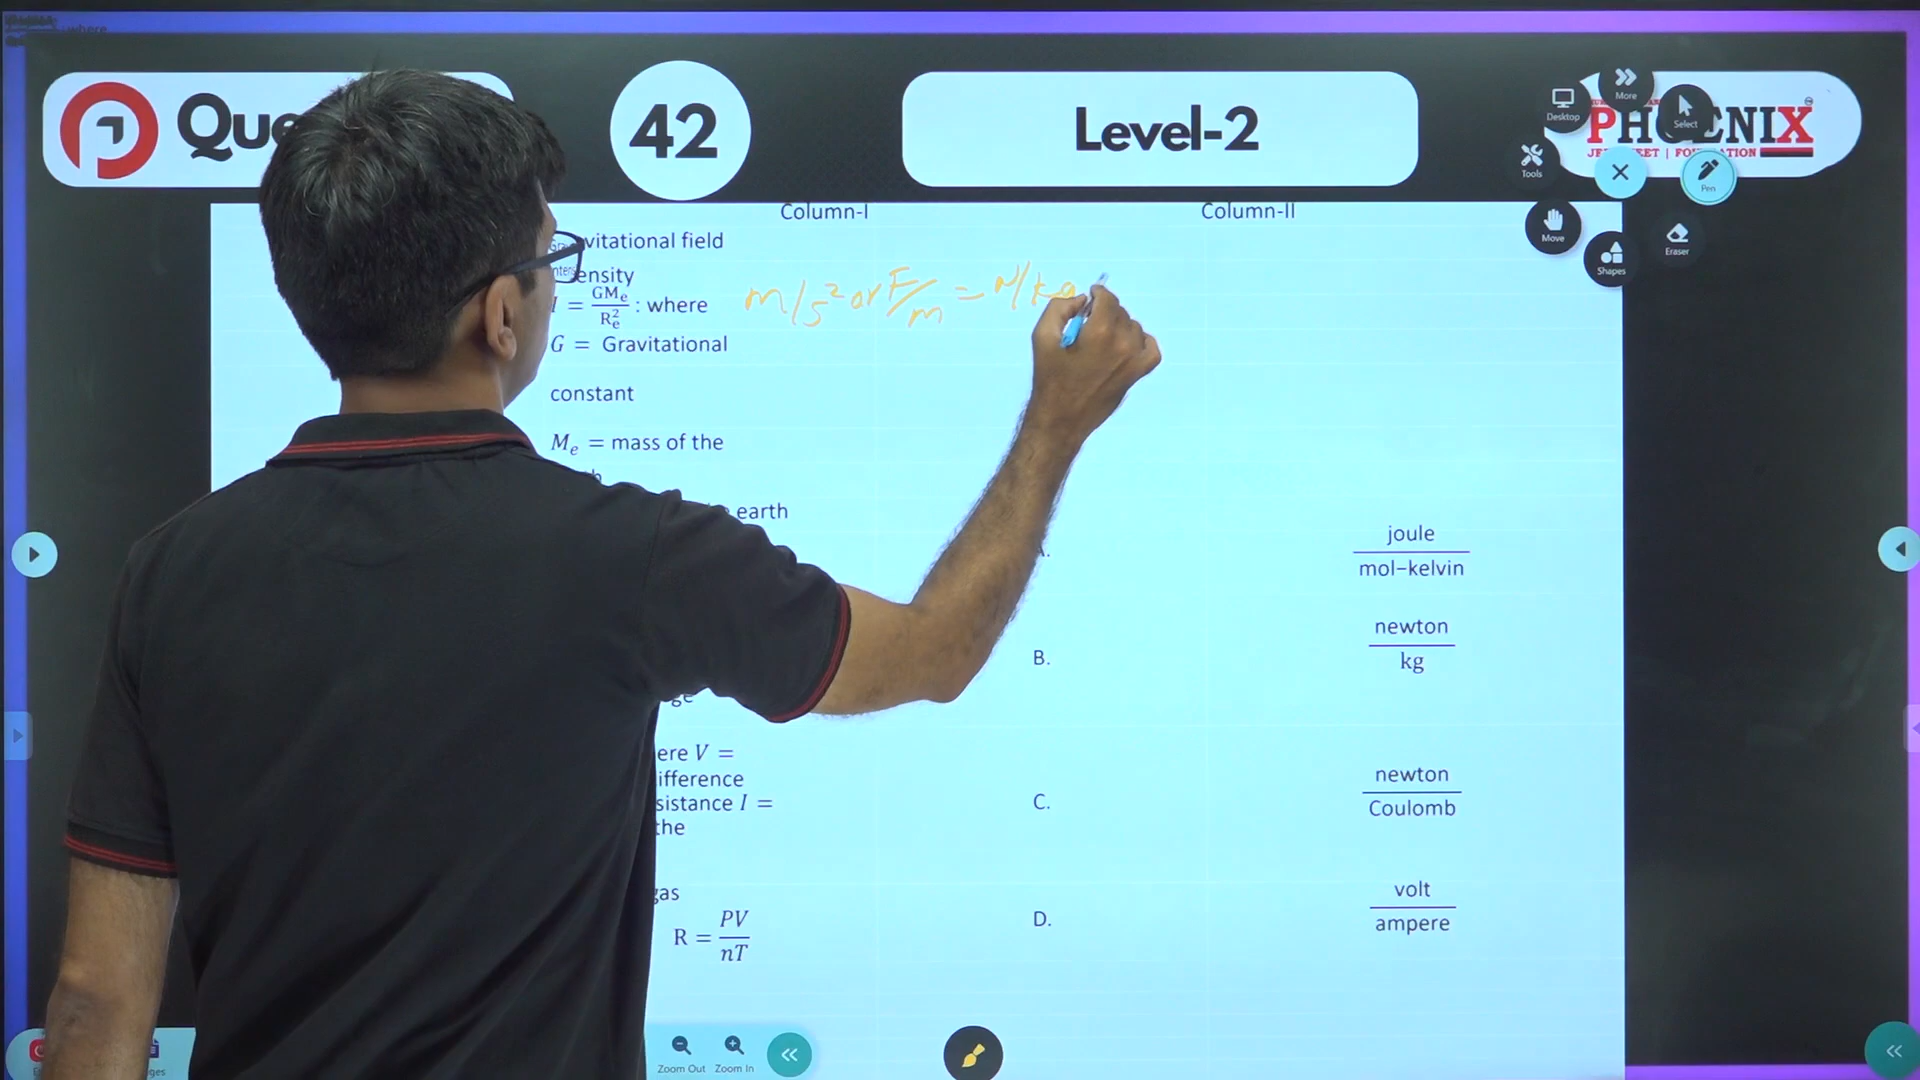 Que
42
Level-2
PHOENIX
More
Desktop
Select
Tools
Pen
Move
Shapes
Eraser
Column-I
Column-II
vitational field
ensity
I = GMe/Re² : where
m/s² or F/m = N/kg
G = Gravitational
constant
Me = mass of the
earth
A.
joule/mol–kelvin
B.
newton/kg
ge
ere V =
ifference
sistance I =
the
C.
newton/Coulomb
gas
R = PV/nT
D.
volt/ampere
Zoom Out
Zoom In